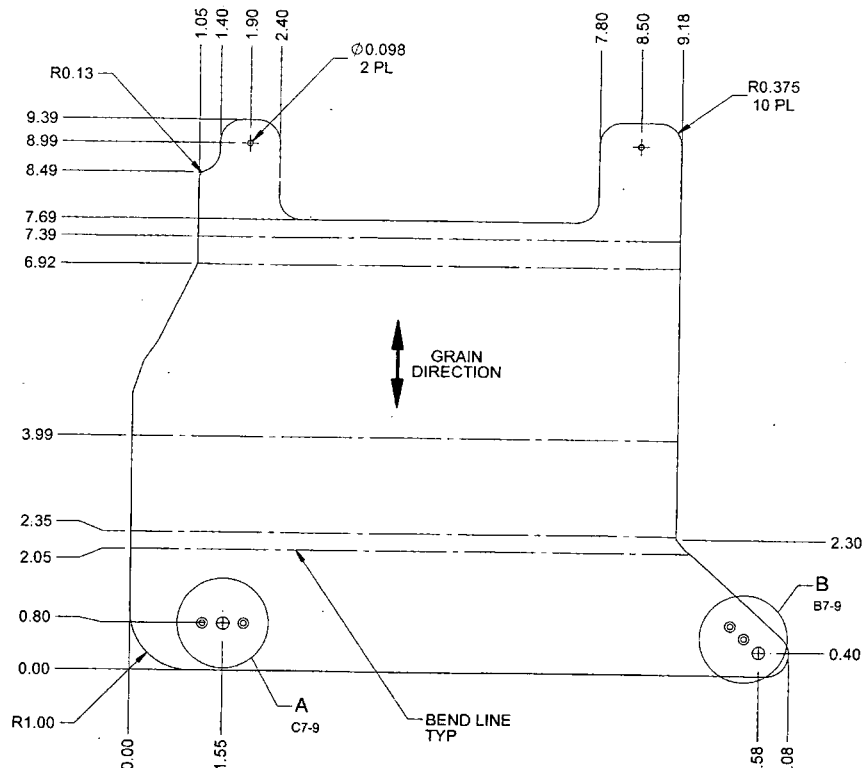 1.05
1.40
1.90
2.40
7.80
8.50
9.18
Ø0.098
2 PL
R0.13
R0.375
10 PL
9.39
8.99
8.49
7.69
7.39
6.92
GRAIN
DIRECTION
3.99
2.35
2.30
2.05
B
B7-9
0.80
0.40
0.00
A
C7-9
R1.00
BEND LINE
TYP
0.00
1.55
.58
.08